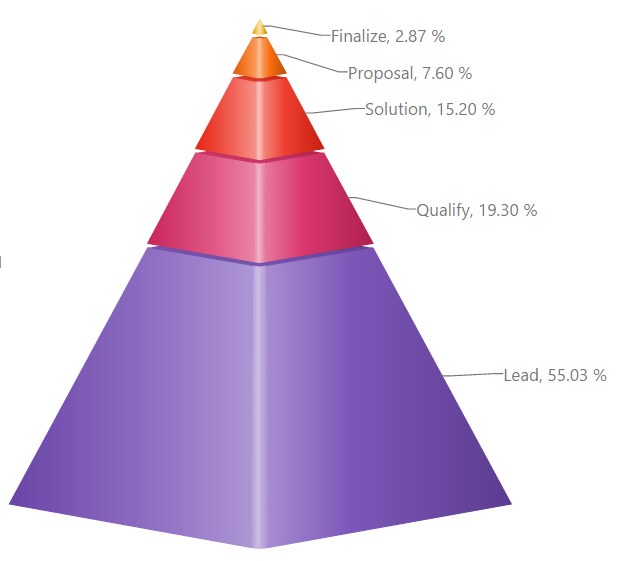 Finalize, 2.87 %
Proposal, 7.60 %
Solution, 15.20 %
Qualify, 19.30 %
Lead, 55.03 %